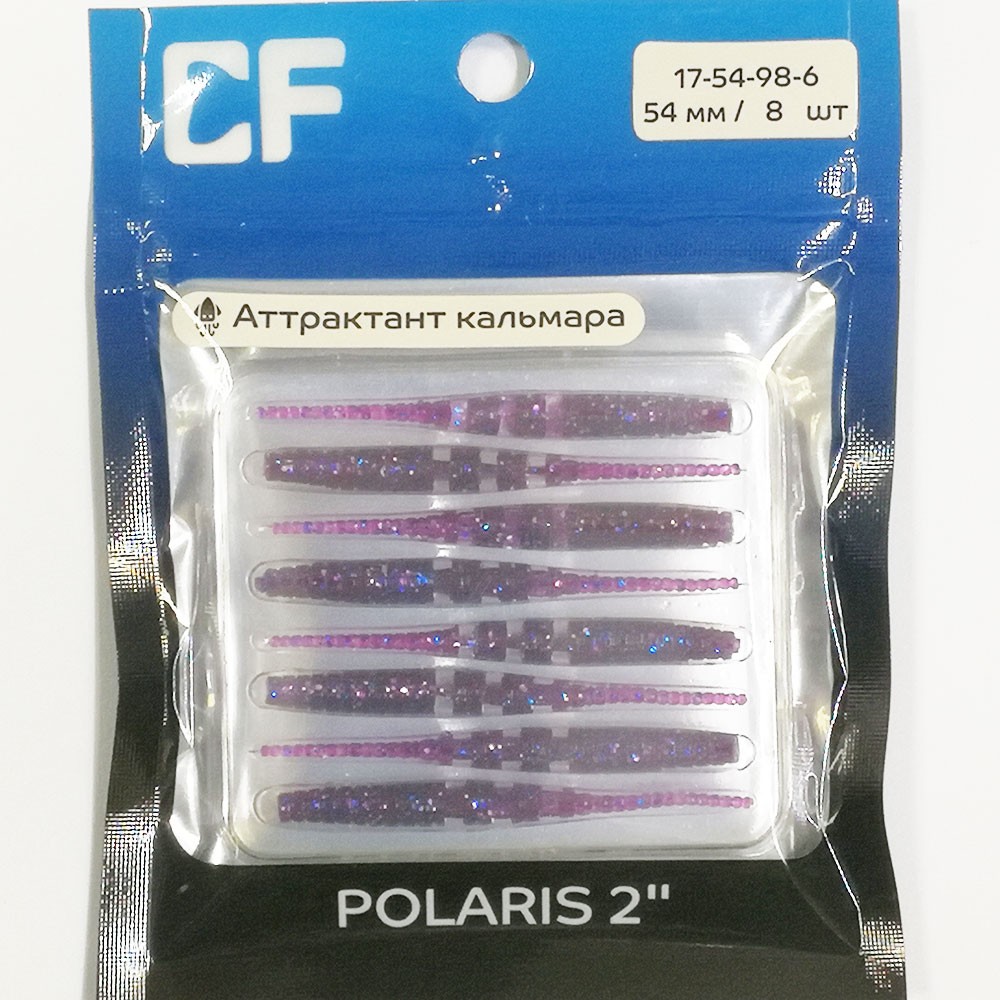 CF
17-54-98-6
54 мм / 8 шт
Аттрактант кальмара
POLARIS 2"